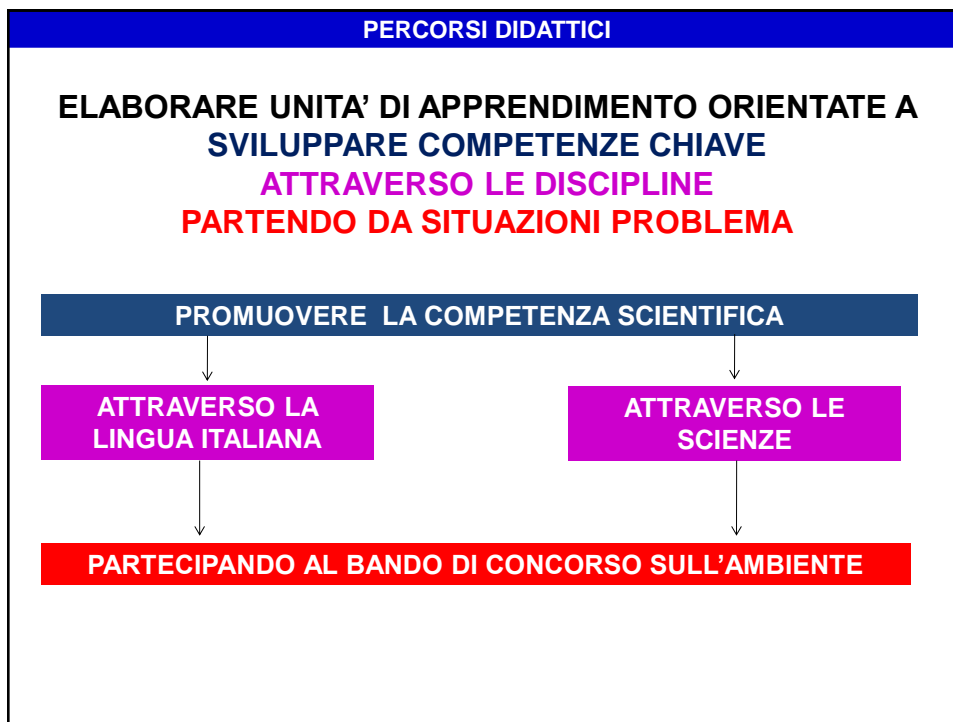 PERCORSI DIDATTICI
ELABORARE UNITA’ DI APPRENDIMENTO ORIENTATE A
SVILUPPARE COMPETENZE CHIAVE
ATTRAVERSO LE DISCIPLINE
PARTENDO DA SITUAZIONI PROBLEMA
PROMUOVERE LA COMPETENZA SCIENTIFICA
ATTRAVERSO LA
LINGUA ITALIANA
ATTRAVERSO LE
SCIENZE
PARTECIPANDO AL BANDO DI CONCORSO SULL’AMBIENTE